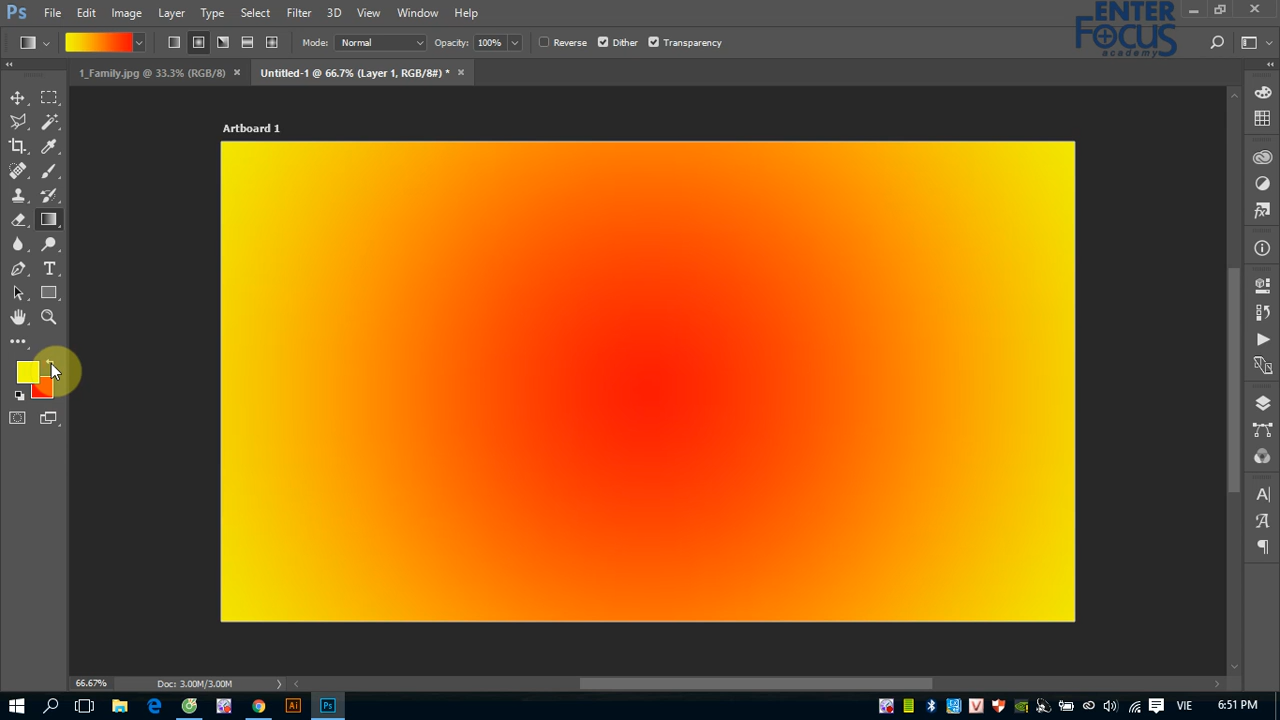 ENTER
FOCUS
academy
Ps File Edit Image Layer Type Select Filter 3D View Window Help
Mode: Normal Opacity: 100% Reverse Dither Transparency
1_Family.jpg @ 33.3% (RGB/8) × Untitled-1 @ 66.7% (Layer 1, RGB/8#) * ×
Artboard 1
66.67% Doc: 3.00M/3.00M
Ai Ps VIE 6:51 PM